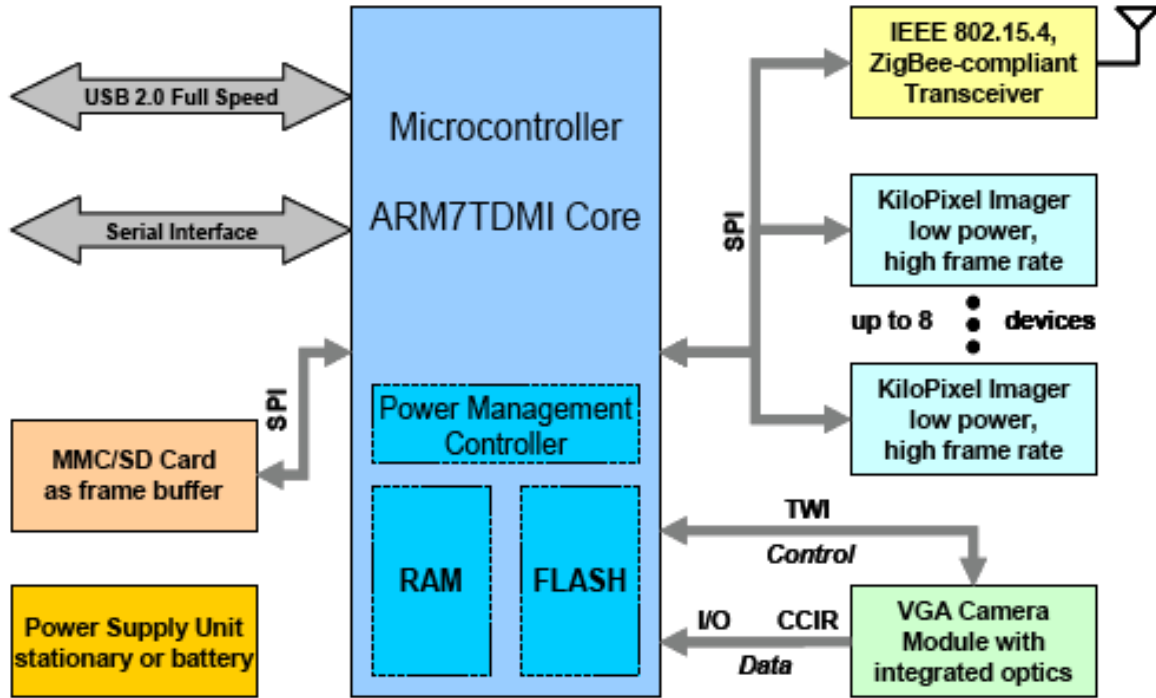 USB 2.0 Full Speed
Serial Interface
SPI
MMC/SD Card
as frame buffer
Power Supply Unit
stationary or battery
Microcontroller
ARM7TDMI Core
Power Management
Controller
RAM
FLASH
SPI
IEEE 802.15.4,
ZigBee-compliant
Transceiver
KiloPixel Imager
low power,
high frame rate
up to 8 devices
KiloPixel Imager
low power,
high frame rate
TWI
Control
I/O CCIR
Data
VGA Camera
Module with
integrated optics